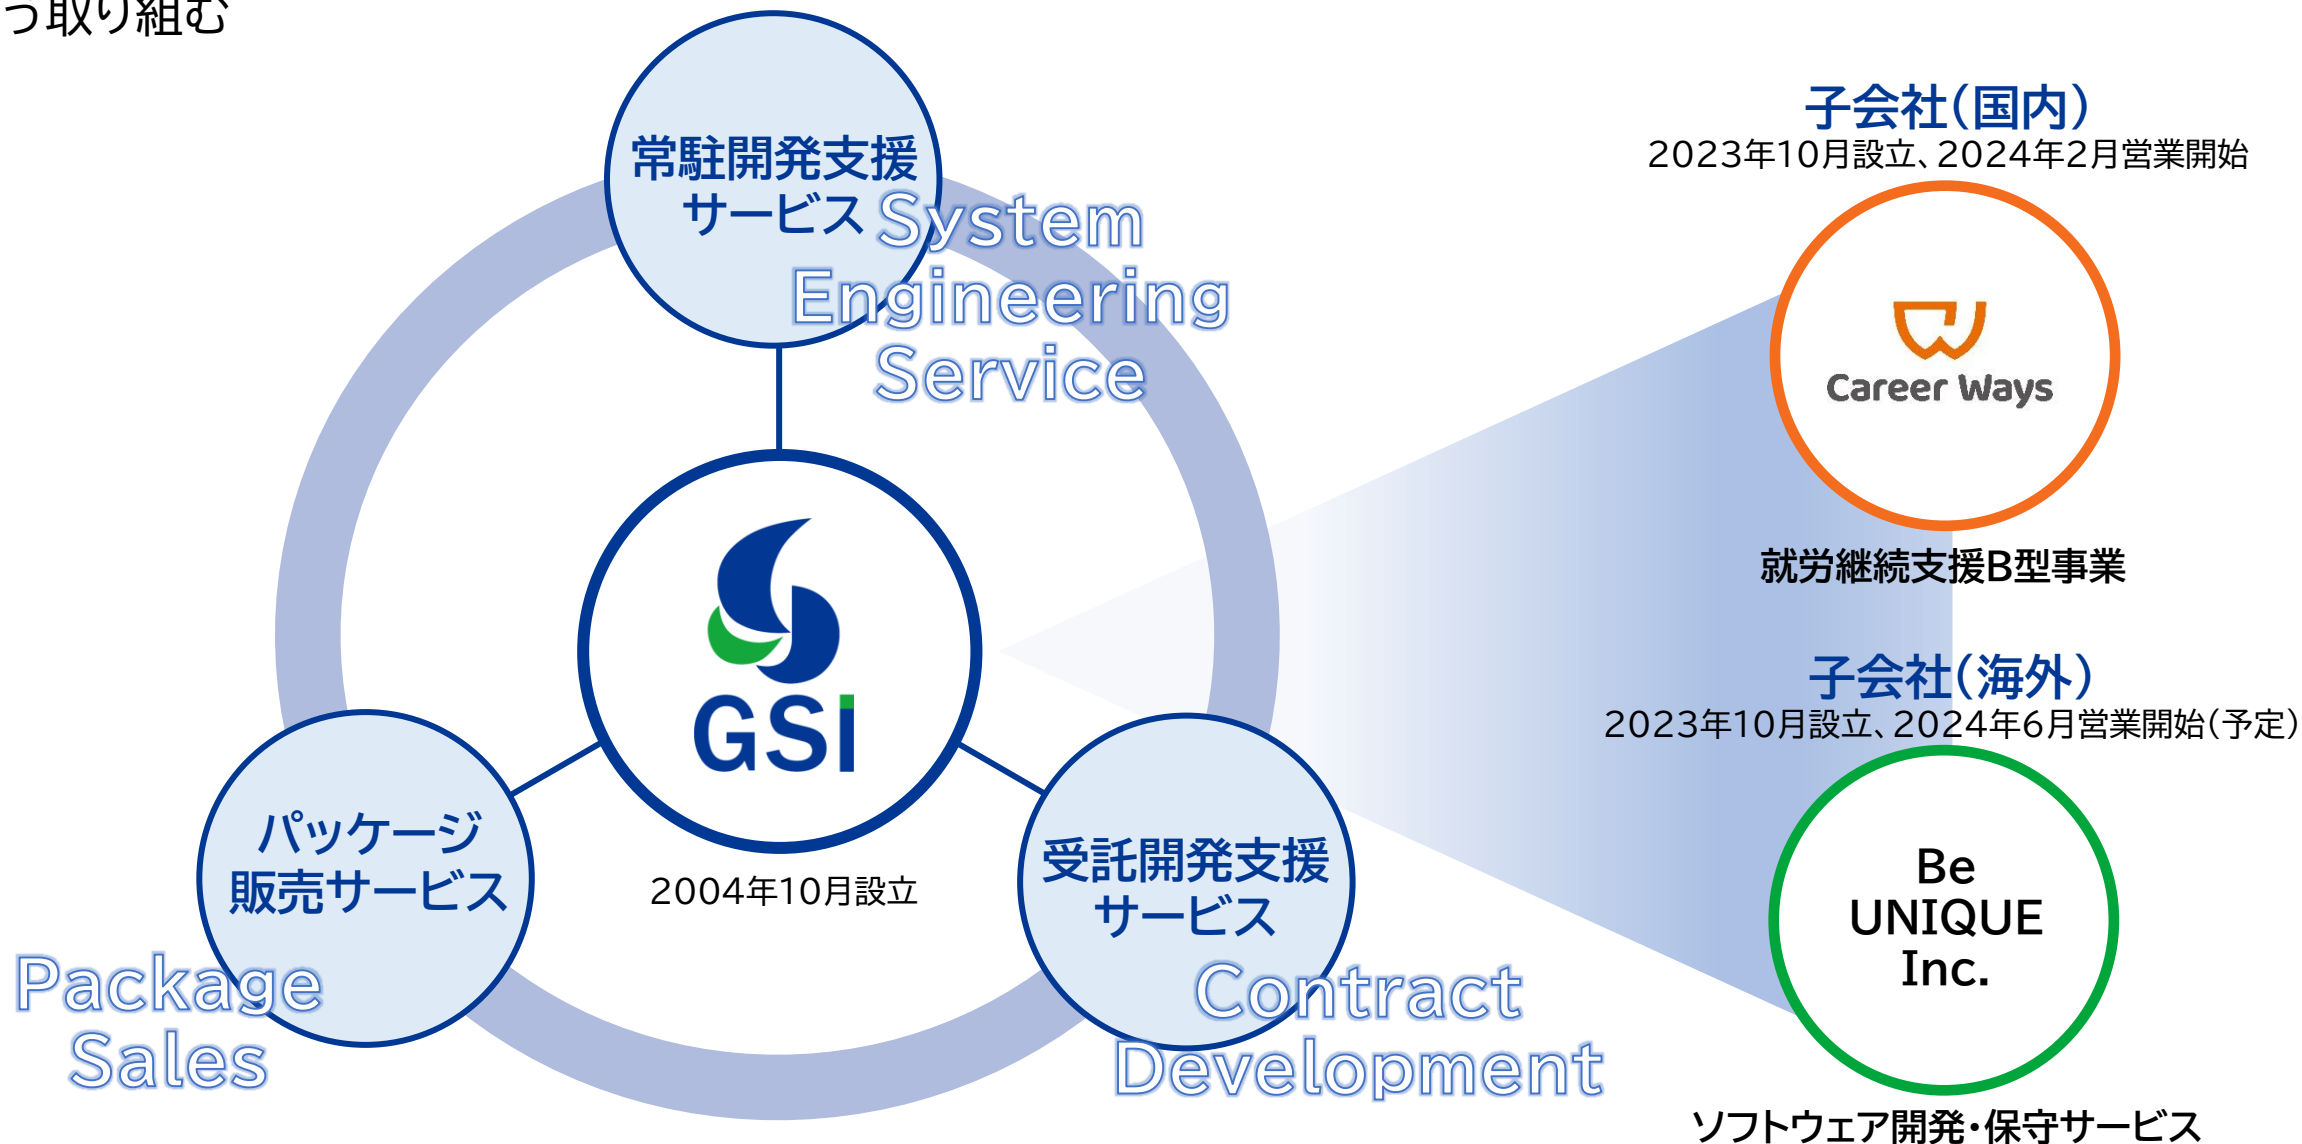 う取り組む
常駐開発支援
サービス
System
Engineering
Service
GSI
2004年10月設立
パッケージ
販売サービス
Package
Sales
受託開発支援
サービス
Contract
Development
子会社(国内)
2023年10月設立、2024年2月営業開始
Career Ways
就労継続支援B型事業
子会社(海外)
2023年10月設立、2024年6月営業開始(予定)
Be
UNIQUE
Inc.
ソフトウェア開発・保守サービス